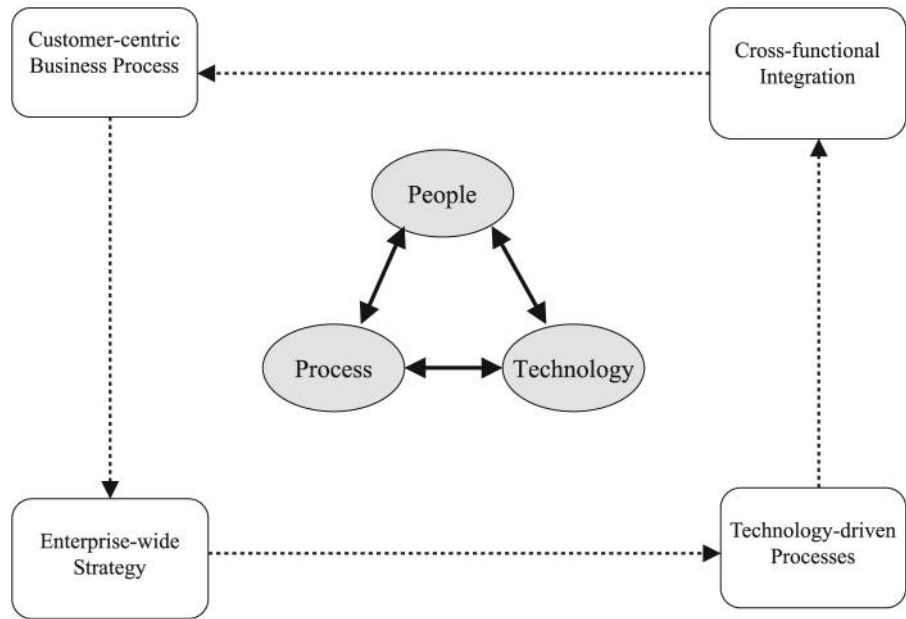 Customer-centric
Business Process
Cross-functional
Integration
People
Process
Technology
Enterprise-wide
Strategy
Technology-driven
Processes